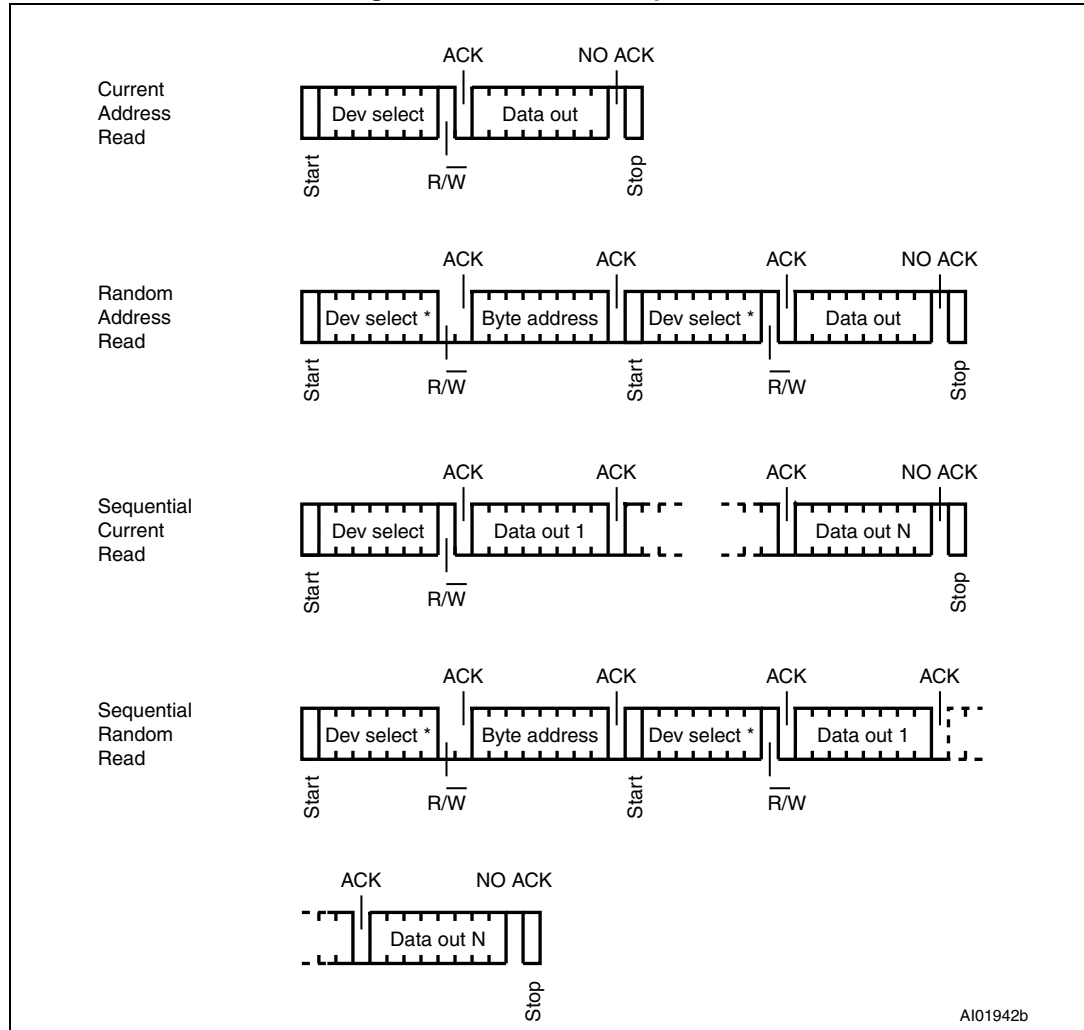 ACK NO ACK
Current
Address
Read
Dev select Data out
Start R/W̅ Stop
ACK ACK ACK NO ACK
Random
Address
Read
Dev select * Byte address Dev select * Data out
Start R/W̅ Start R̅/W Stop
ACK ACK ACK NO ACK
Sequential
Current
Read
Dev select Data out 1 Data out N
Start R/W̅ Stop
ACK ACK ACK ACK
Sequential
Random
Read
Dev select * Byte address Dev select * Data out 1
Start R/W̅ Start R̅/W
ACK NO ACK
Data out N
Stop
AI01942b